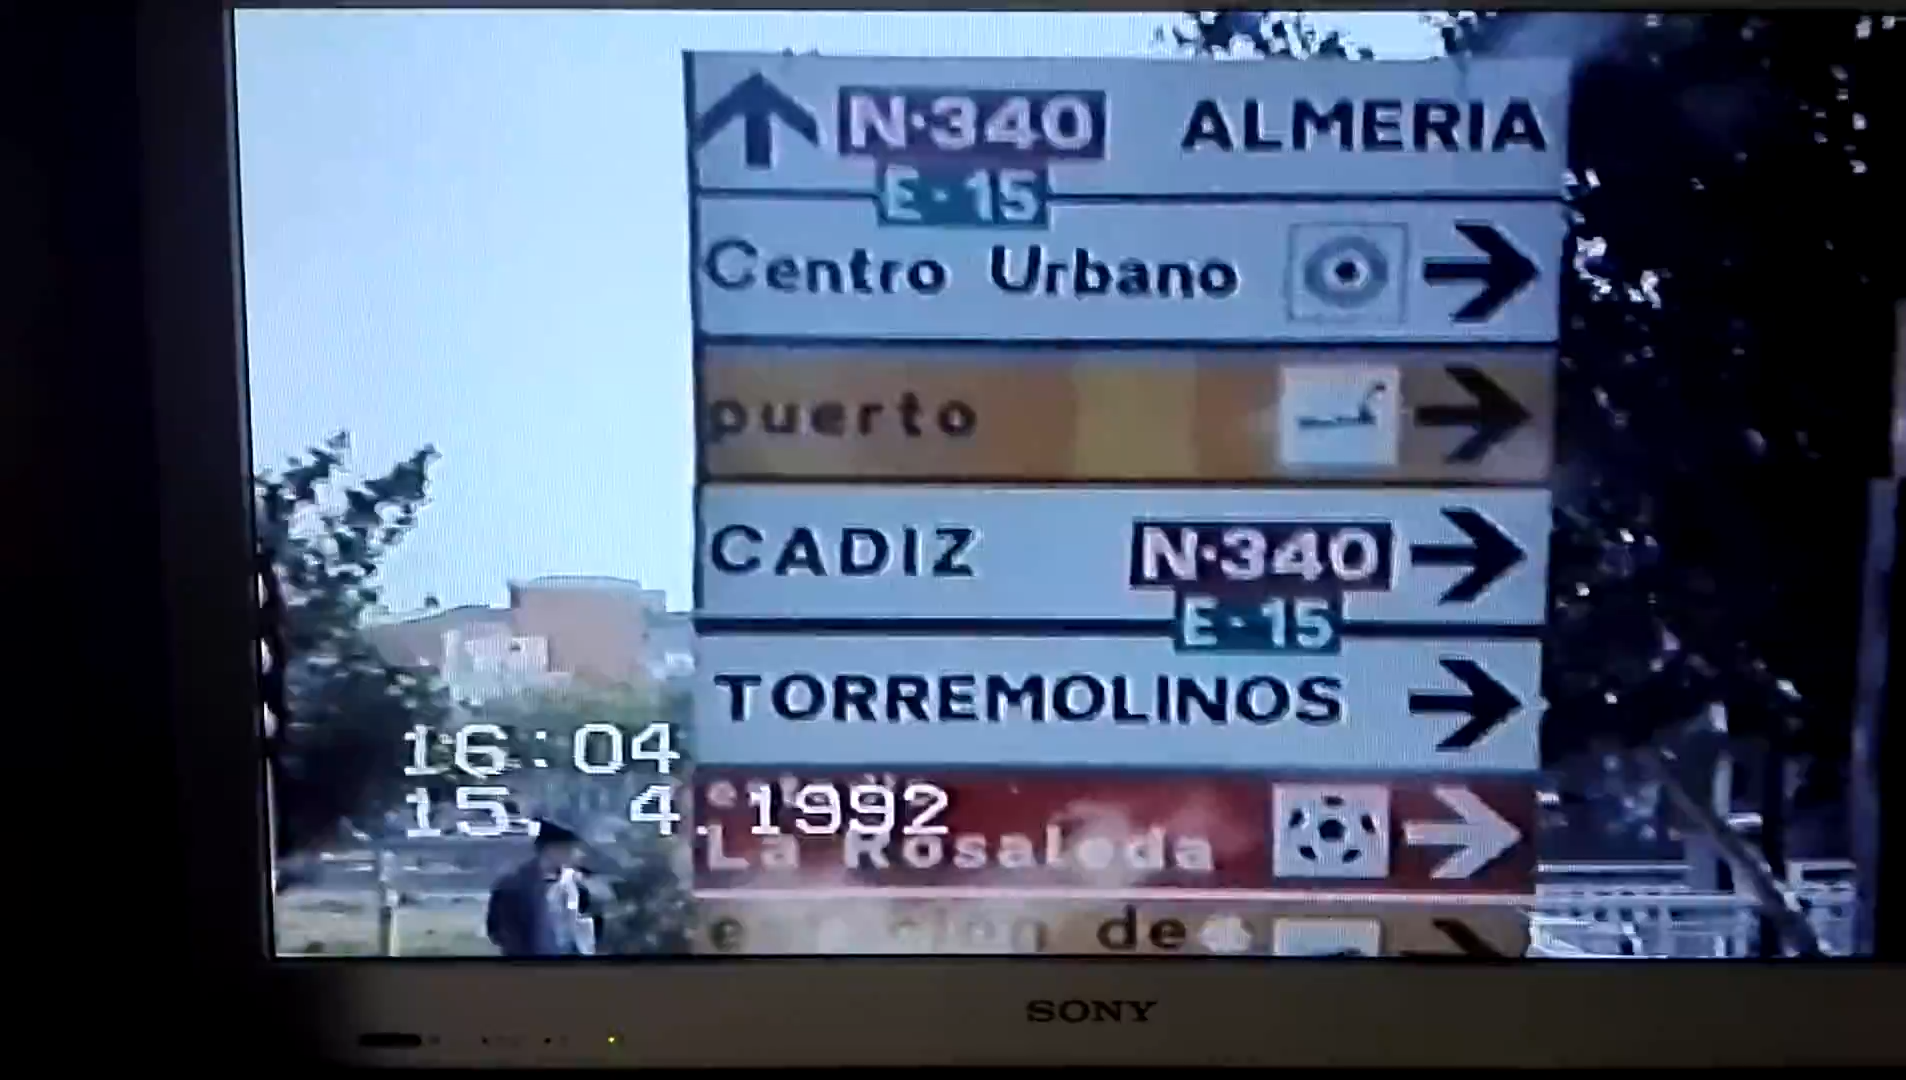 N·340 ALMERIA
E·15
Centro Urbano
puerto
CADIZ N·340
E·15
TORREMOLINOS
16:04
15. 4. 1992
La Rosaleda
de
SONY